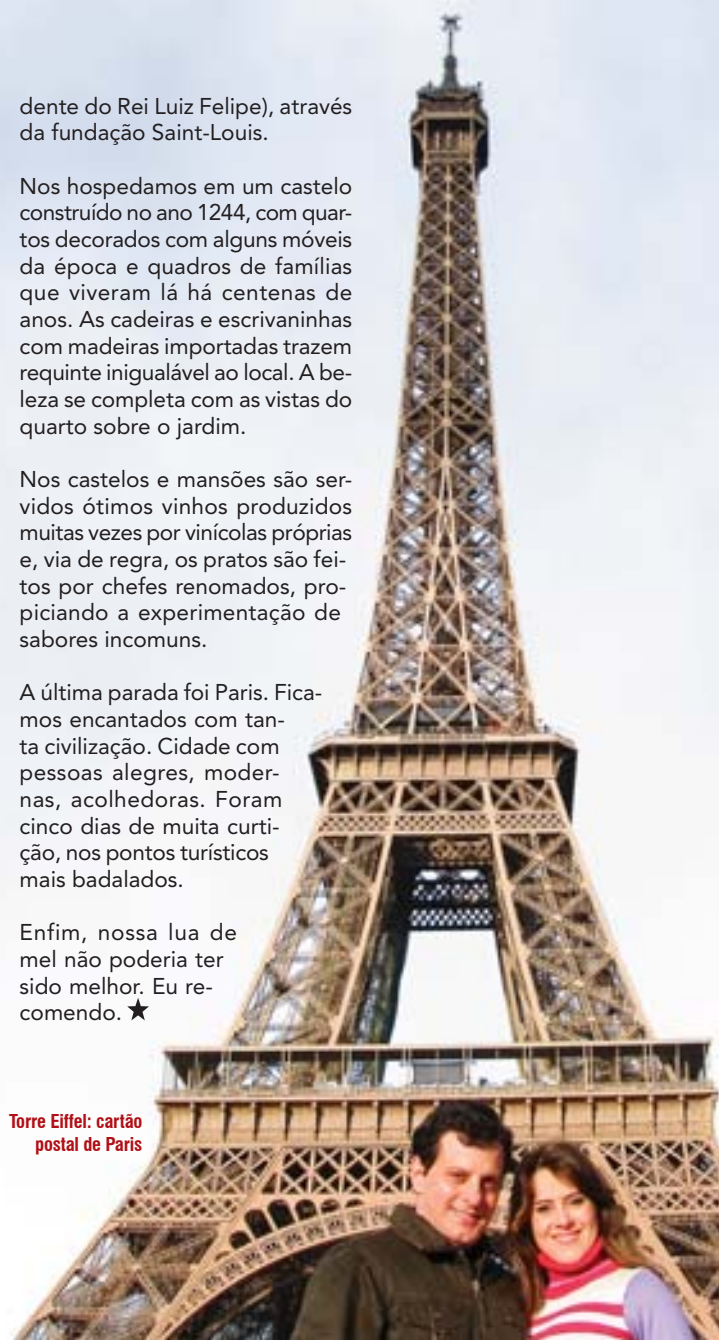 dente do Rei Luiz Felipe), através
da fundação Saint-Louis.
Nos hospedamos em um castelo
construído no ano 1244, com quar-
tos decorados com alguns móveis
da época e quadros de famílias
que viveram lá há centenas de
anos. As cadeiras e escrivaninhas
com madeiras importadas trazem
requinte inigualável ao local. A be-
leza se completa com as vistas do
quarto sobre o jardim.
Nos castelos e mansões são ser-
vidos ótimos vinhos produzidos
muitas vezes por vinícolas próprias
e, via de regra, os pratos são fei-
tos por chefes renomados, pro-
piciando a experimentação de
sabores incomuns.
A última parada foi Paris. Fica-
mos encantados com tan-
ta civilização. Cidade com
pessoas alegres, moder-
nas, acolhedoras. Foram
cinco dias de muita curti-
ção, nos pontos turísticos
mais badalados.
Enfim, nossa lua de
mel não poderia ter
sido melhor. Eu re-
comendo. ★
Torre Eiffel: cartão
postal de Paris